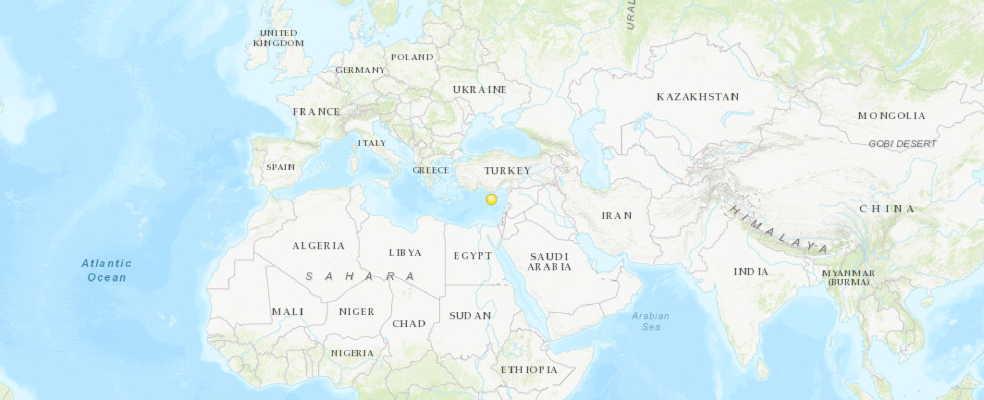 URAL
UNITED
KINGDOM
POLAND
GERMANY
UKRAINE
KAZAKHSTAN
FRANCE
MONGOLIA
ITALY
GOBI DESERT
SPAIN
GREECE
TURKEY
CHINA
IRAN
HIMALAYA
ALGERIA
LIBYA
EGYPT
SAUDI
ARABIA
Atlantic
Ocean
SAHARA
INDIA
MYANMAR
(BURMA)
MALI
NIGER
CHAD
SUDAN
Arabian
Sea
NIGERIA
ETHIOPIA